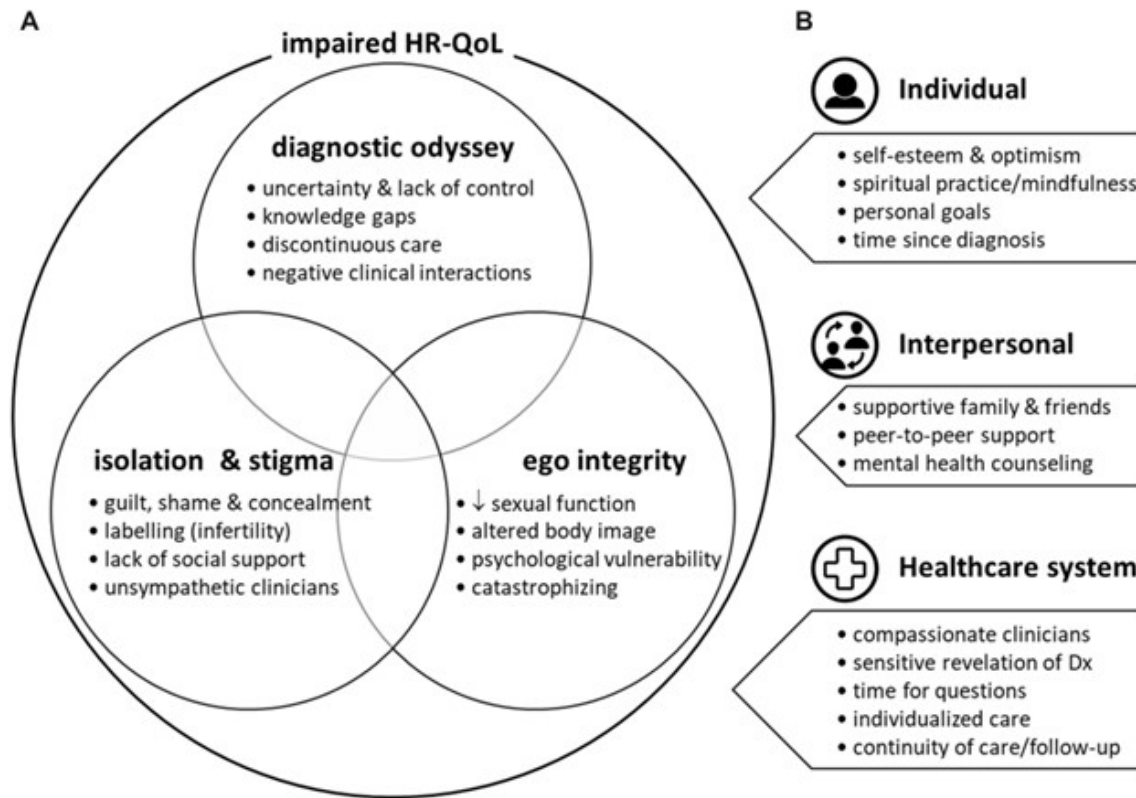 A
impaired HR-QoL
diagnostic odyssey
• uncertainty & lack of control
• knowledge gaps
• discontinuous care
• negative clinical interactions
isolation & stigma
• guilt, shame & concealment
• labelling (infertility)
• lack of social support
• unsympathetic clinicians
ego integrity
• ↓ sexual function
• altered body image
• psychological vulnerability
• catastrophizing
B
Individual
• self-esteem & optimism
• spiritual practice/mindfulness
• personal goals
• time since diagnosis
Interpersonal
• supportive family & friends
• peer-to-peer support
• mental health counseling
Healthcare system
• compassionate clinicians
• sensitive revelation of Dx
• time for questions
• individualized care
• continuity of care/follow-up